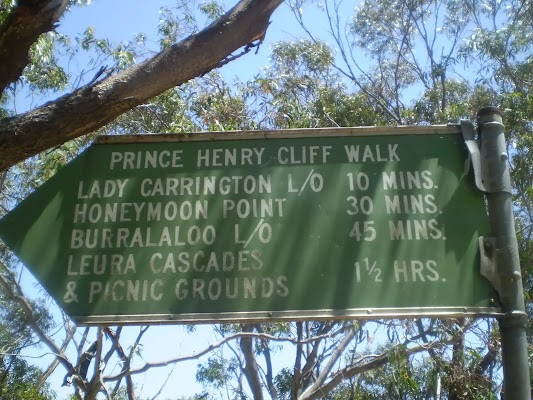 PRINCE HENRY CLIFF WALK
LADY CARRINGTON L/O 10 MINS.
HONEYMOON POINT 30 MINS.
BURRALALOO L/O 45 MINS.
LEURA CASCADES
& PICNIC GROUNDS 1½ HRS.